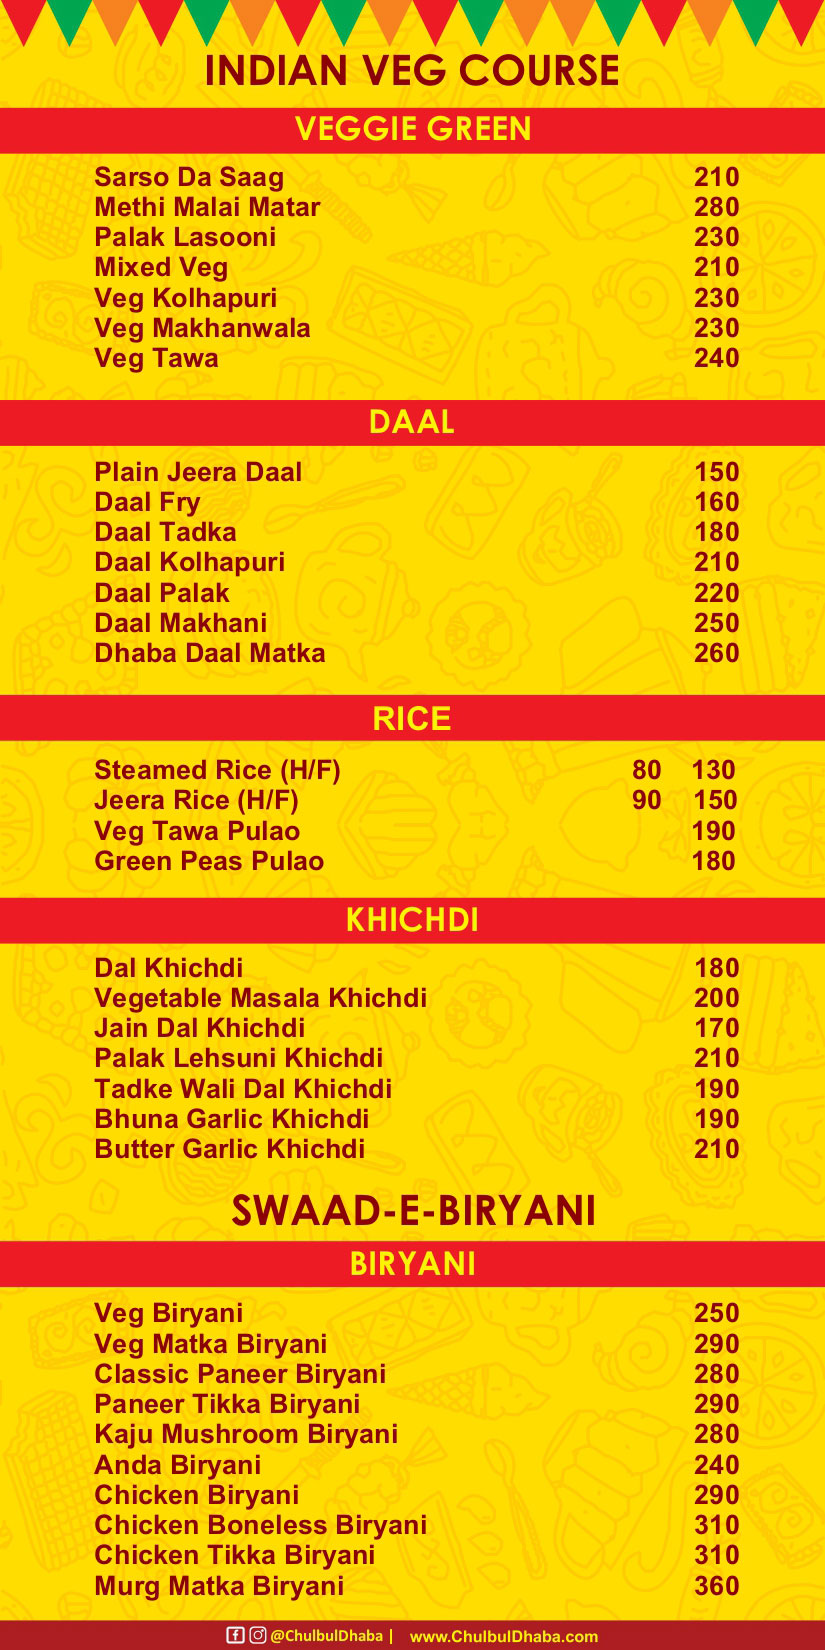 INDIAN VEG COURSE
VEGGIE GREEN
Sarso Da Saag 210
Methi Malai Matar 280
Palak Lasooni 230
Mixed Veg 210
Veg Kolhapuri 230
Veg Makhanwala 230
Veg Tawa 240
DAAL
Plain Jeera Daal 150
Daal Fry 160
Daal Tadka 180
Daal Kolhapuri 210
Daal Palak 220
Daal Makhani 250
Dhaba Daal Matka 260
RICE
Steamed Rice (H/F) 80 130
Jeera Rice (H/F) 90 150
Veg Tawa Pulao 190
Green Peas Pulao 180
KHICHDI
Dal Khichdi 180
Vegetable Masala Khichdi 200
Jain Dal Khichdi 170
Palak Lehsuni Khichdi 210
Tadke Wali Dal Khichdi 190
Bhuna Garlic Khichdi 190
Butter Garlic Khichdi 210
SWAAD-E-BIRYANI
BIRYANI
Veg Biryani 250
Veg Matka Biryani 290
Classic Paneer Biryani 280
Paneer Tikka Biryani 290
Kaju Mushroom Biryani 280
Anda Biryani 240
Chicken Biryani 290
Chicken Boneless Biryani 310
Chicken Tikka Biryani 310
Murg Matka Biryani 360
@ChulbulDhaba | www.ChulbulDhaba.com